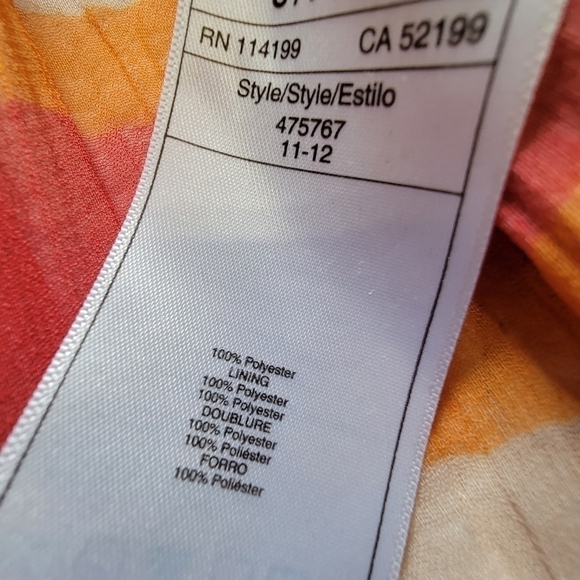 RN 114199 CA 52199
Style/Style/Estilo
475767
11-12
100% Polyester
LINING
100% Polyester
100% Polyester
DOUBLURE
100% Polyester
100% Poliéster
FORRO
100% Poliéster